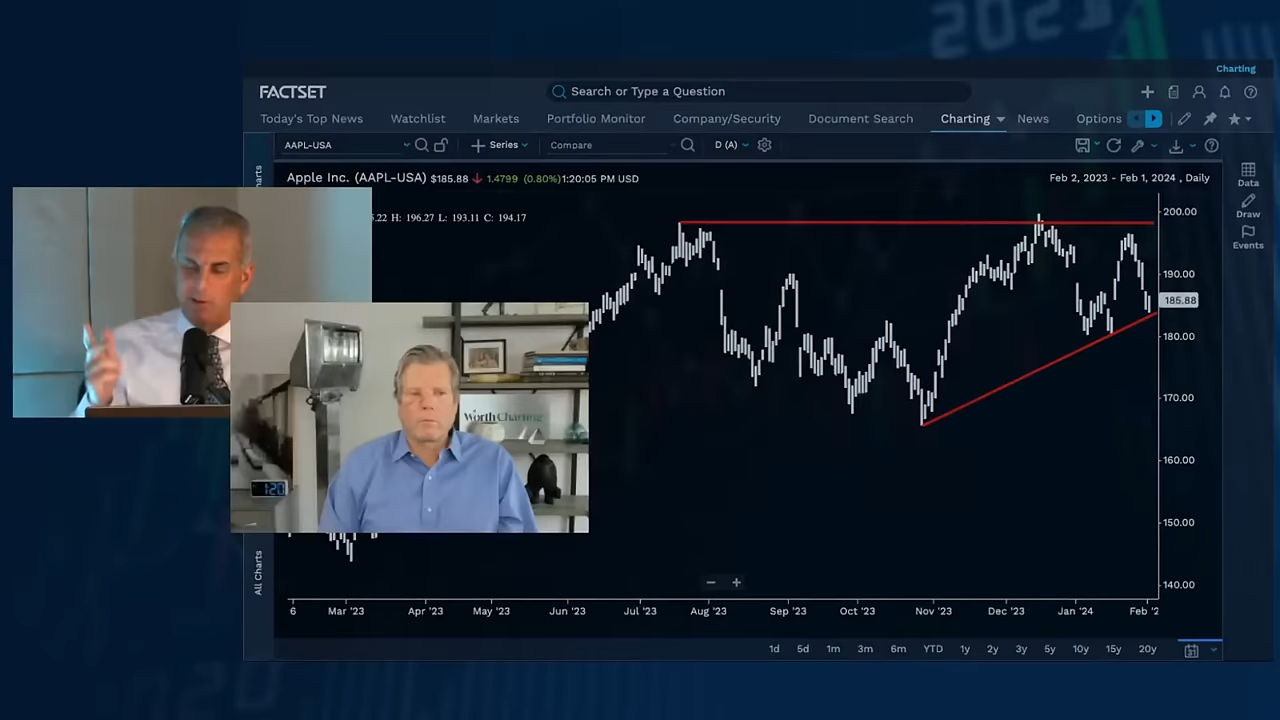 2021
Charting
FACTSET
Search or Type a Question
Today's Top News Watchlist Markets Portfolio Monitor Company/Security Document Search Charting News Options
AAPL-USA Series Compare D (A)
Apple Inc. (AAPL-USA) $185.88 1.4799 (0.80%) 1:20:05 PM USD
Feb 2, 2023 - Feb 1, 2024 , Daily
5.22 H: 196.27 L: 193.11 C: 194.17
Data
Draw
Events
200.00
190.00
185.88
180.00
170.00
160.00
150.00
140.00
Worth Charting
120
All Charts
6 Mar '23 Apr '23 May '23 Jun '23 Jul '23 Aug '23 Sep '23 Oct '23 Nov '23 Dec '23 Jan '24 Feb '2
1d 5d 1m 3m 6m YTD 1y 2y 3y 5y 10y 15y 20y